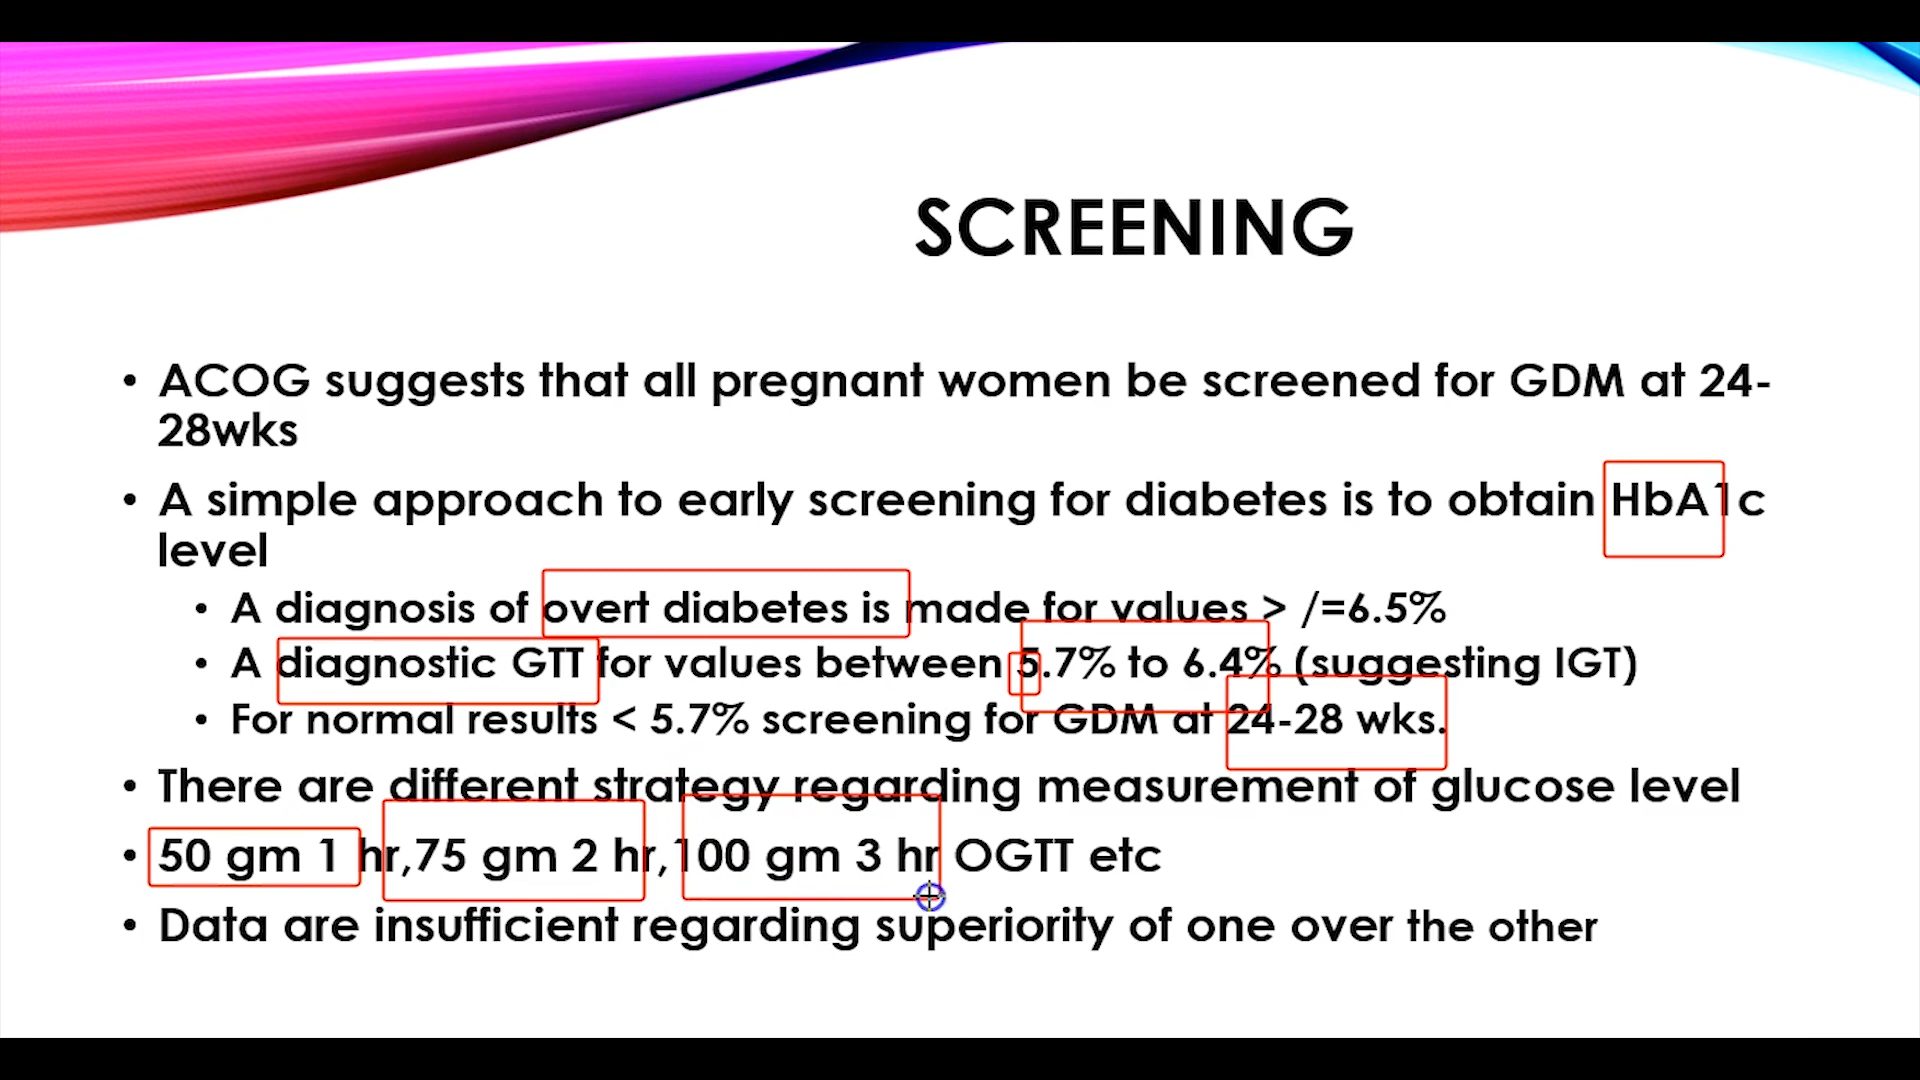 SCREENING
• ACOG suggests that all pregnant women be screened for GDM at 24-
28wks
• A simple approach to early screening for diabetes is to obtain HbA1c
level
• A diagnosis of overt diabetes is made for values > /=6.5%
• A diagnostic GTT for values between 5.7% to 6.4% (suggesting IGT)
• For normal results < 5.7% screening for GDM at 24-28 wks.
• There are different strategy regarding measurement of glucose level
• 50 gm 1 hr,75 gm 2 hr,100 gm 3 hr OGTT etc
• Data are insufficient regarding superiority of one over the other